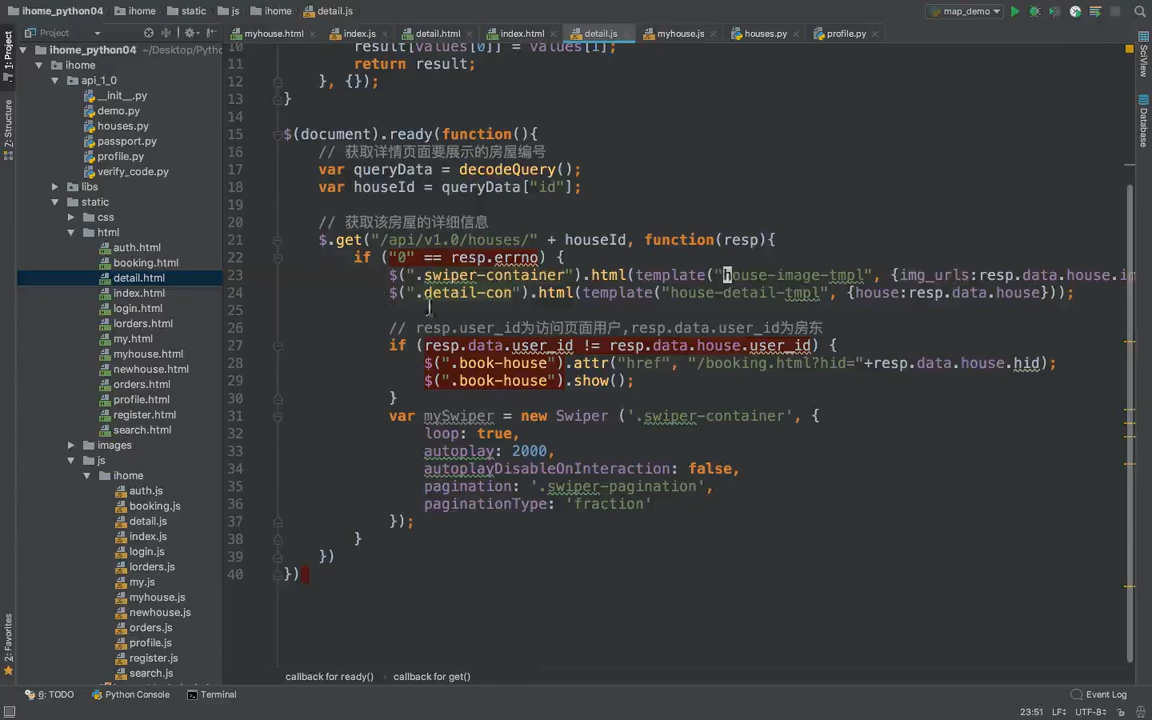 ihome_python04 ihome static js ihome detail.js map_demo
Project myhouse.html index.js detail.html index.html detail.js myhouse.js houses.py profile.py
ihome_python04 ~/Desktop/Pytho
ihome
api_1_0
__init__.py
demo.py
houses.py
passport.py
profile.py
verify_code.py
libs
static
css
html
auth.html
booking.html
detail.html
index.html
login.html
lorders.html
my.html
myhouse.html
newhouse.html
orders.html
profile.html
register.html
search.html
images
js
ihome
auth.js
booking.js
detail.js
index.js
login.js
lorders.js
my.js
myhouse.js
newhouse.js
orders.js
profile.js
register.js
search.js
1: Project
7: Structure
2: Favorites
10 result[values[0]] = values[1];
11 return result;
12 }, {});
13 }
14
15 $(document).ready(function(){
16 // 获取详情页面要展示的房屋编号
17 var queryData = decodeQuery();
18 var houseId = queryData["id"];
19
20 // 获取该房屋的详细信息
21 $.get("/api/v1.0/houses/" + houseId, function(resp){
22 if ("0" == resp.errno) {
23 $(".swiper-container").html(template("house-image-tmpl", {img_urls:resp.data.house.im
24 $(".detail-con").html(template("house-detail-tmpl", {house:resp.data.house}));
25
26 // resp.user_id为访问页面用户,resp.data.user_id为房东
27 if (resp.data.user_id != resp.data.house.user_id) {
28 $(".book-house").attr("href", "/booking.html?hid="+resp.data.house.hid);
29 $(".book-house").show();
30 }
31 var mySwiper = new Swiper ('.swiper-container', {
32 loop: true,
33 autoplay: 2000,
34 autoplayDisableOnInteraction: false,
35 pagination: '.swiper-pagination',
36 paginationType: 'fraction'
37 });
38 }
39 })
40 })
callback for ready() callback for get()
SciView
Database
6: TODO Python Console Terminal Event Log
23:51 LF÷ UTF-8÷